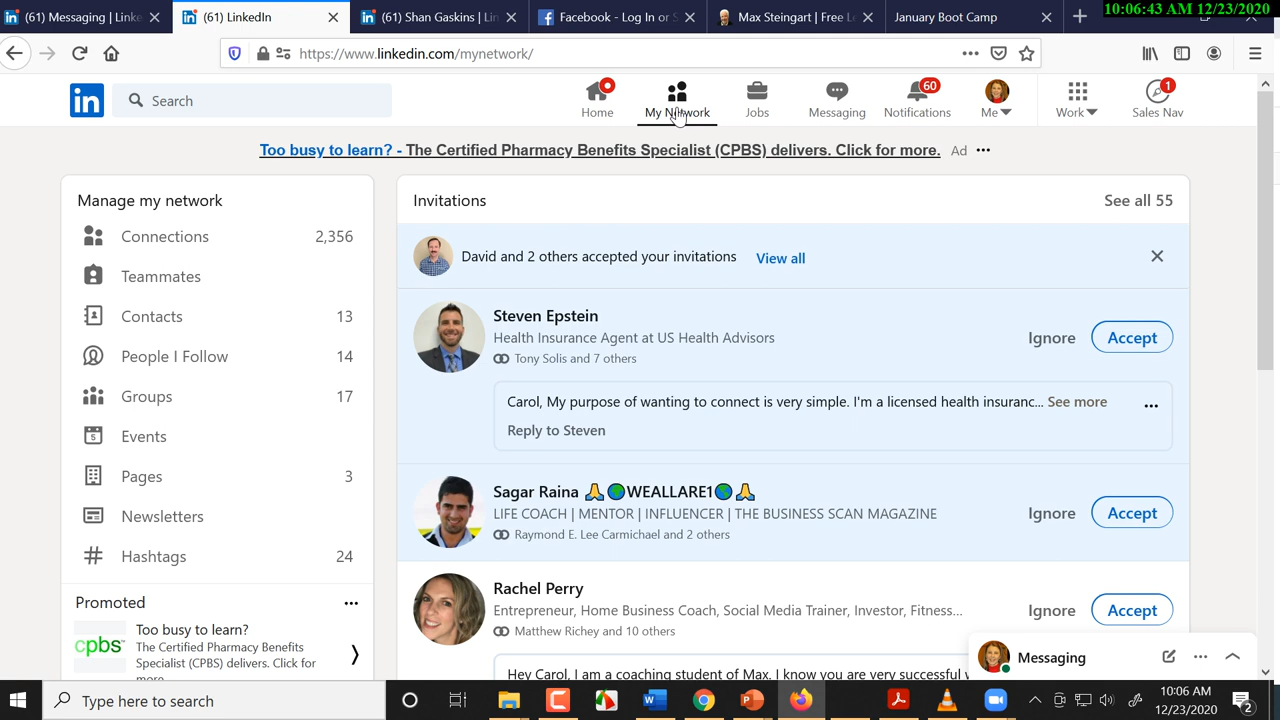 (61) Messaging | Linke
(61) LinkedIn
(61) Shan Gaskins | Lin
Facebook - Log In or S
Max Steingart | Free Le
January Boot Camp
10:06:43 AM 12/23/2020
https://www.linkedin.com/mynetwork/
in
Search
Home
My Network
Jobs
Messaging
60
Notifications
Me
Work
1
Sales Nav
Too busy to learn? - The Certified Pharmacy Benefits Specialist (CPBS) delivers. Click for more. Ad
Manage my network
Connections 2,356
Teammates
Contacts 13
People I Follow 14
Groups 17
5 Events
Pages 3
Newsletters
# Hashtags 24
Promoted
Too busy to learn?
cpbs
The Certified Pharmacy Benefits
Specialist (CPBS) delivers. Click for
more.
Invitations See all 55
David and 2 others accepted your invitations View all
Steven Epstein
Health Insurance Agent at US Health Advisors
Tony Solis and 7 others
Ignore Accept
Carol, My purpose of wanting to connect is very simple. I'm a licensed health insuranc... See more
Reply to Steven
Sagar Raina 🙏🌎WEALLARE1🌎🙏
LIFE COACH | MENTOR | INFLUENCER | THE BUSINESS SCAN MAGAZINE
Raymond E. Lee Carmichael and 2 others
Ignore Accept
Rachel Perry
Entrepreneur, Home Business Coach, Social Media Trainer, Investor, Fitness...
Matthew Richey and 10 others
Ignore Accept
Hey Carol, I am a coaching student of Max. I know you are very successful
Messaging
Type here to search
10:06 AM
12/23/2020
2